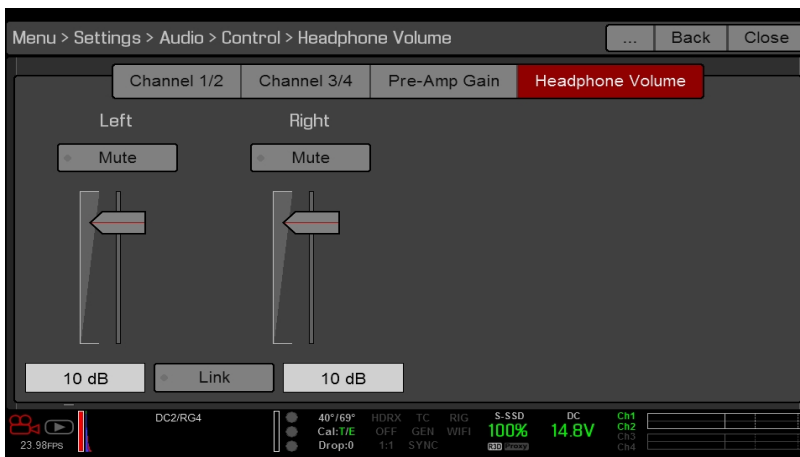 Menu > Settings > Audio > Control > Headphone Volume ... Back Close
Channel 1/2 Channel 3/4 Pre-Amp Gain Headphone Volume
Left Right
Mute Mute
10 dB Link 10 dB
DC2/RG4 40°/69° HDRX TC RIG S-SSD DC Ch1
Cal:T/E OFF GEN WIFI 100% 14.8V Ch2
Ch3
23.98FPS Drop:0 1:1 SYNC R3D Proxy Ch4